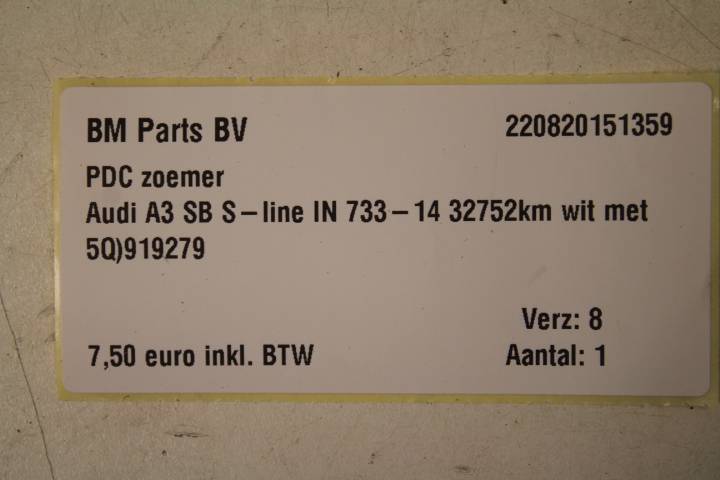 BM Parts BV 220820151359
PDC zoemer
Audi A3 SB S-line IN 733-14 32752km wit met
5Q)919279
Verz: 8
7,50 euro inkl. BTW Aantal: 1